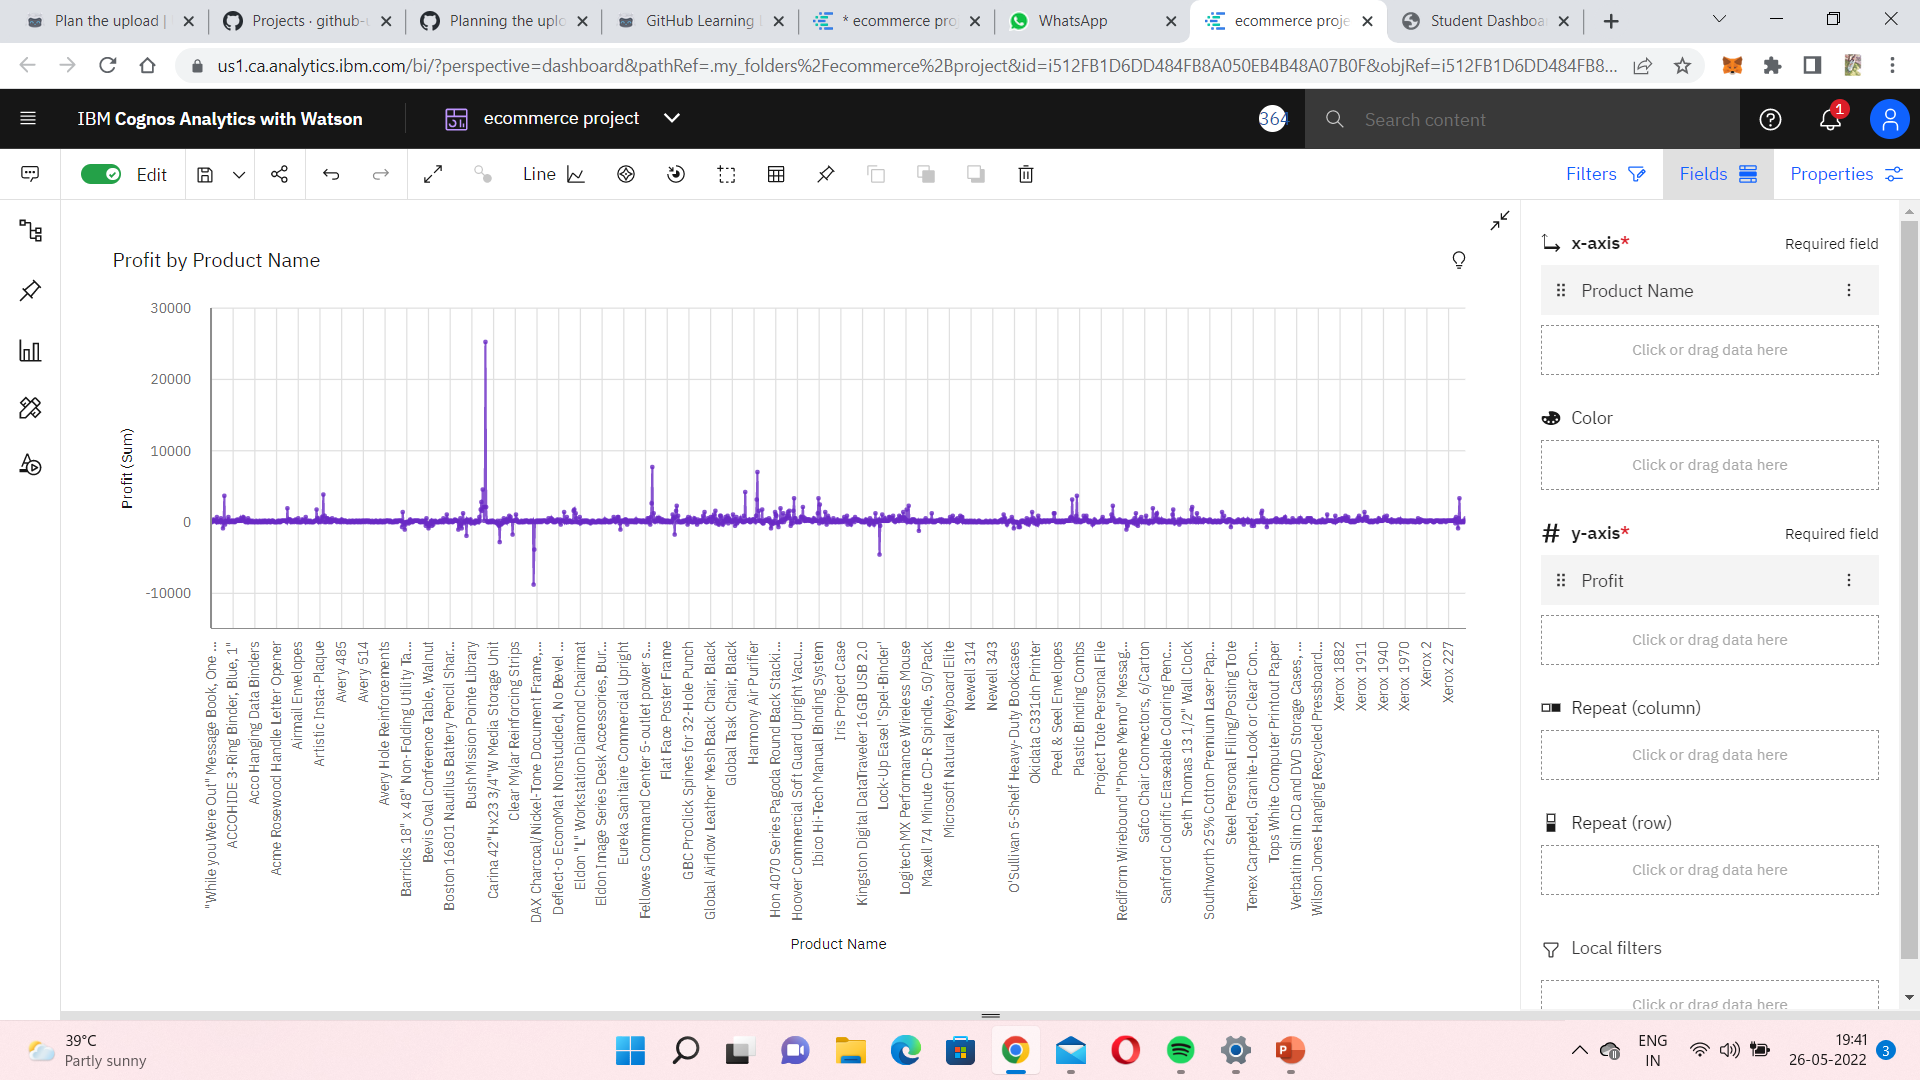 Plan the upload |
Projects · github-u
Planning the uplo
GitHub Learning L
* ecommerce proj
WhatsApp
ecommerce proje
Student Dashboar
us1.ca.analytics.ibm.com/bi/?perspective=dashboard&pathRef=.my_folders%2Fecommerce%2Bproject&id=i512FB1D6DD484FB8A050EB4B48A07B0F&objRef=i512FB1D6DD484FB8...
IBM Cognos Analytics with Watson
ecommerce project
364
Search content
1
Edit
Line
Filters
Fields
Properties
Profit by Product Name
30000
20000
10000
0
-10000
Profit (Sum)
"While you Were Out" Message Book, One ...
ACCOHIDE 3-Ring Binder, Blue, 1"
Acco Hanging Data Binders
Acme Rosewood Handle Letter Opener
Airmail Envelopes
Artistic Insta-Plaque
Avery 485
Avery 514
Avery Hole Reinforcements
Barricks 18" x 48" Non-Folding Utility Ta...
Bevis Oval Conference Table, Walnut
Boston 16801 Nautilus Battery Pencil Shar...
Bush Mission Pointe Library
Carina 42"Hx23 3/4"W Media Storage Unit
Clear Mylar Reinforcing Strips
DAX Charcoal/Nickel-Tone Document Frame,...
Deflect-o EconoMat Nonstudded, No Bevel ...
Eldon "L" Workstation Diamond Chairmat
Eldon Image Series Desk Accessories, Bur...
Eureka Sanitaire Commercial Upright
Fellowes Command Center 5-outlet power s...
Flat Face Poster Frame
GBC ProClick Spines for 32-Hole Punch
Global Airflow Leather Mesh Back Chair, Black
Global Task Chair, Black
Harmony Air Purifier
Hon 4070 Series Pagoda Round Back Stacki...
Hoover Commercial Soft Guard Upright Vacu...
Ibico Hi-Tech Manual Binding System
Iris Project Case
Kingston Digital DataTraveler 16GB USB 2.0
Lock-Up Easel 'Spel-Binder'
Logitech MX Performance Wireless Mouse
Maxell 74 Minute CD-R Spindle, 50/Pack
Microsoft Natural Keyboard Elite
Newell 314
Newell 343
O'Sullivan 5-Shelf Heavy-Duty Bookcases
Okidata C331dn Printer
Peel & Seel Envelopes
Plastic Binding Combs
Project Tote Personal File
Rediform Wirebound "Phone Memo" Messag...
Safco Chair Connectors, 6/Carton
Sanford Colorific Eraseable Coloring Penc...
Seth Thomas 13 1/2" Wall Clock
Southworth 25% Cotton Premium Laser Pap...
Steel Personal Filing/Posting Tote
Tenex Carpeted, Granite-Look or Clear Con...
Tops White Computer Printout Paper
Verbatim Slim CD and DVD Storage Cases, ...
Wilson Jones Hanging Recycled Pressboard...
Xerox 1882
Xerox 1911
Xerox 1940
Xerox 1970
Xerox 2
Xerox 227
Product Name
x-axis* Required field
Product Name
Click or drag data here
Color
Click or drag data here
# y-axis* Required field
Profit
Click or drag data here
Repeat (column)
Click or drag data here
Repeat (row)
Click or drag data here
Local filters
Click or drag data here
39°C
Partly sunny
ENG
IN
19:41
26-05-2022
3